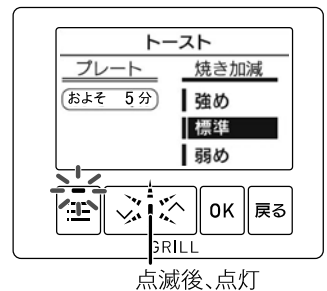 トースト
プレート 焼き加減
およそ 5分 強め
標準
弱め
OK 戻る
GRILL
点滅後、点灯